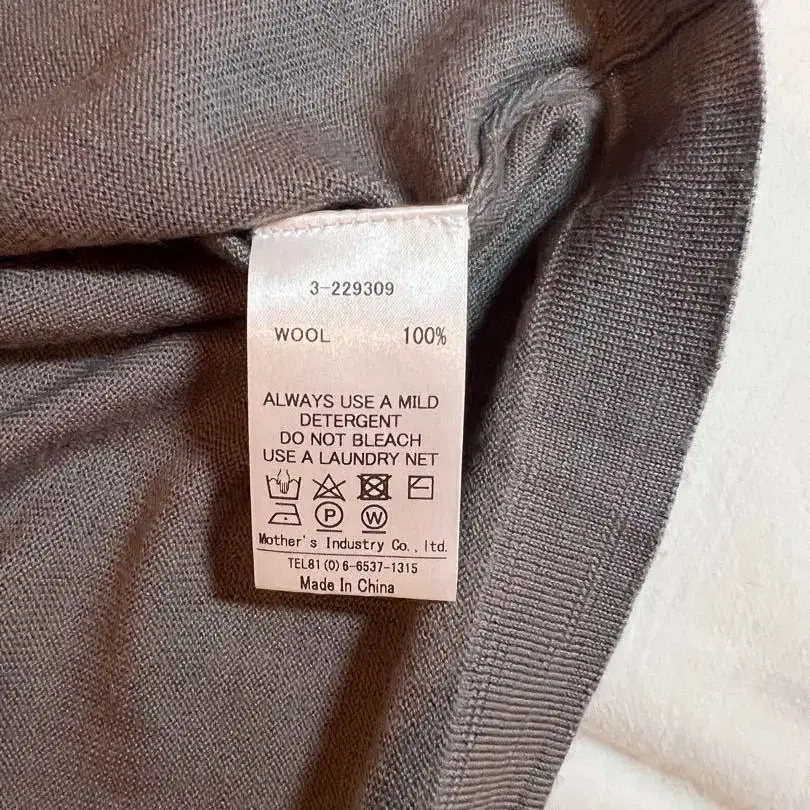 3-229309
WOOL 100%
ALWAYS USE A MILD
DETERGENT
DO NOT BLEACH
USE A LAUNDRY NET
P W
Mother's Industry Co., ltd.
TEL81(0)6-6537-1315
Made In China